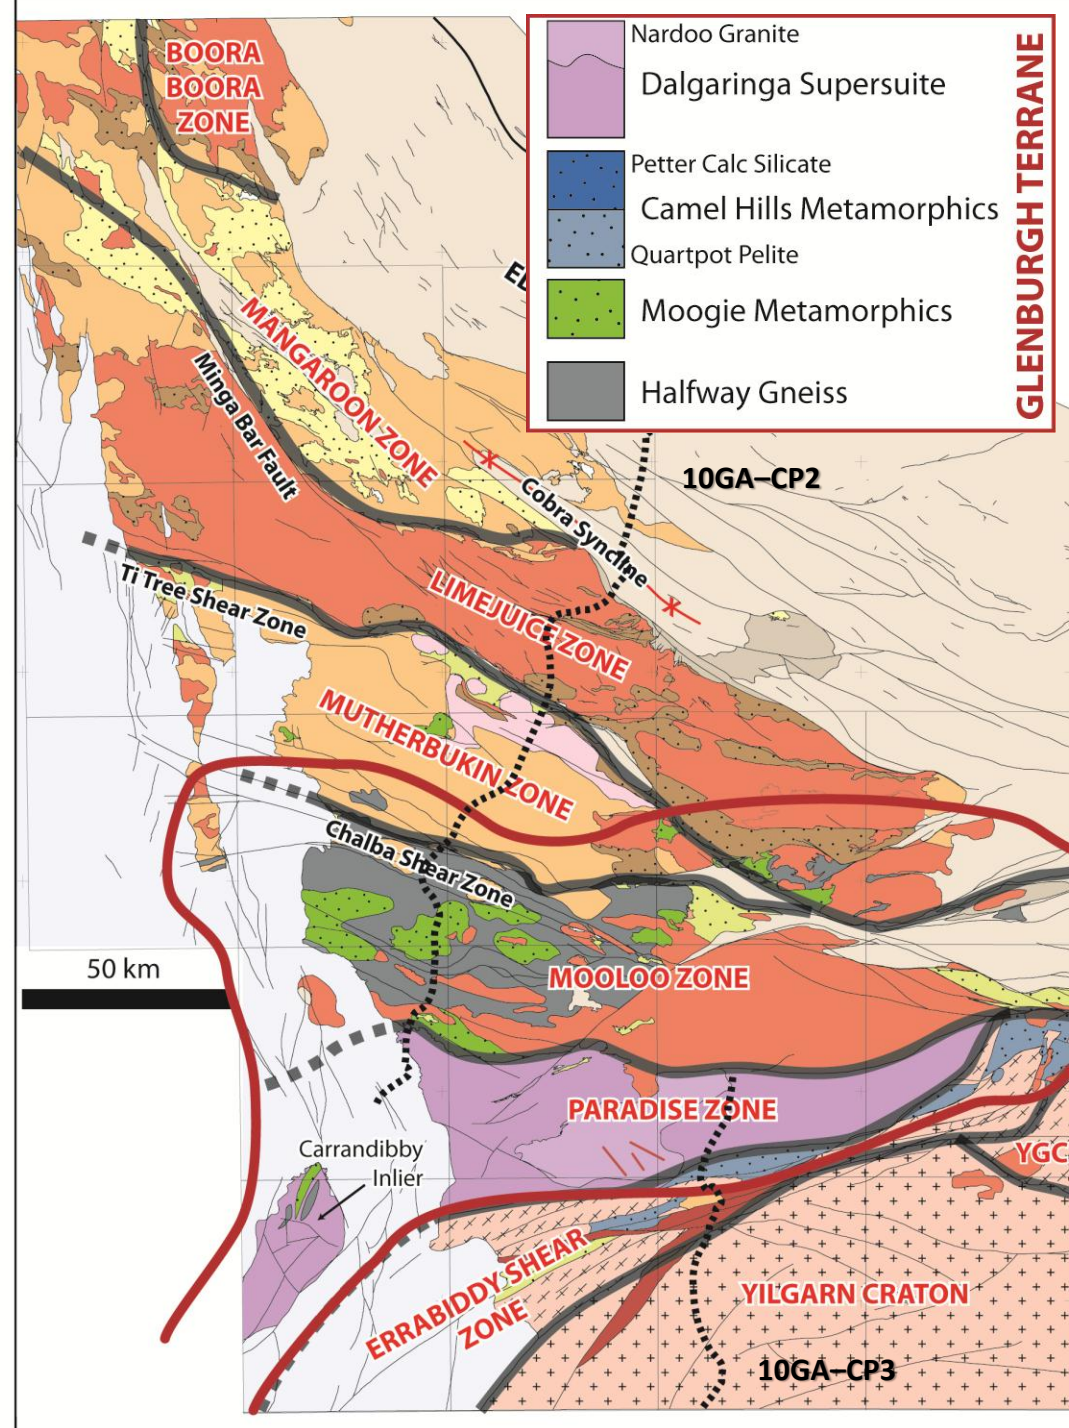 BOORA
BOORA
ZONE
Nardoo Granite
Dalgaringa Supersuite
Petter Calc Silicate
Camel Hills Metamorphics
Quartpot Pelite
Moogie Metamorphics
Halfway Gneiss
GLENBURGH TERRANE
MANGAROON ZONE
Minga Bar Fault
10GA–CP2
Cobra Syncline
Ti Tree Shear Zone
LIMEJUICE ZONE
MUTHERBUKIN ZONE
Chalba Shear Zone
50 km
MOOLOO ZONE
PARADISE ZONE
Carrandibby
Inlier
YGC
ERRABIDDY SHEAR
ZONE
YILGARN CRATON
10GA–CP3